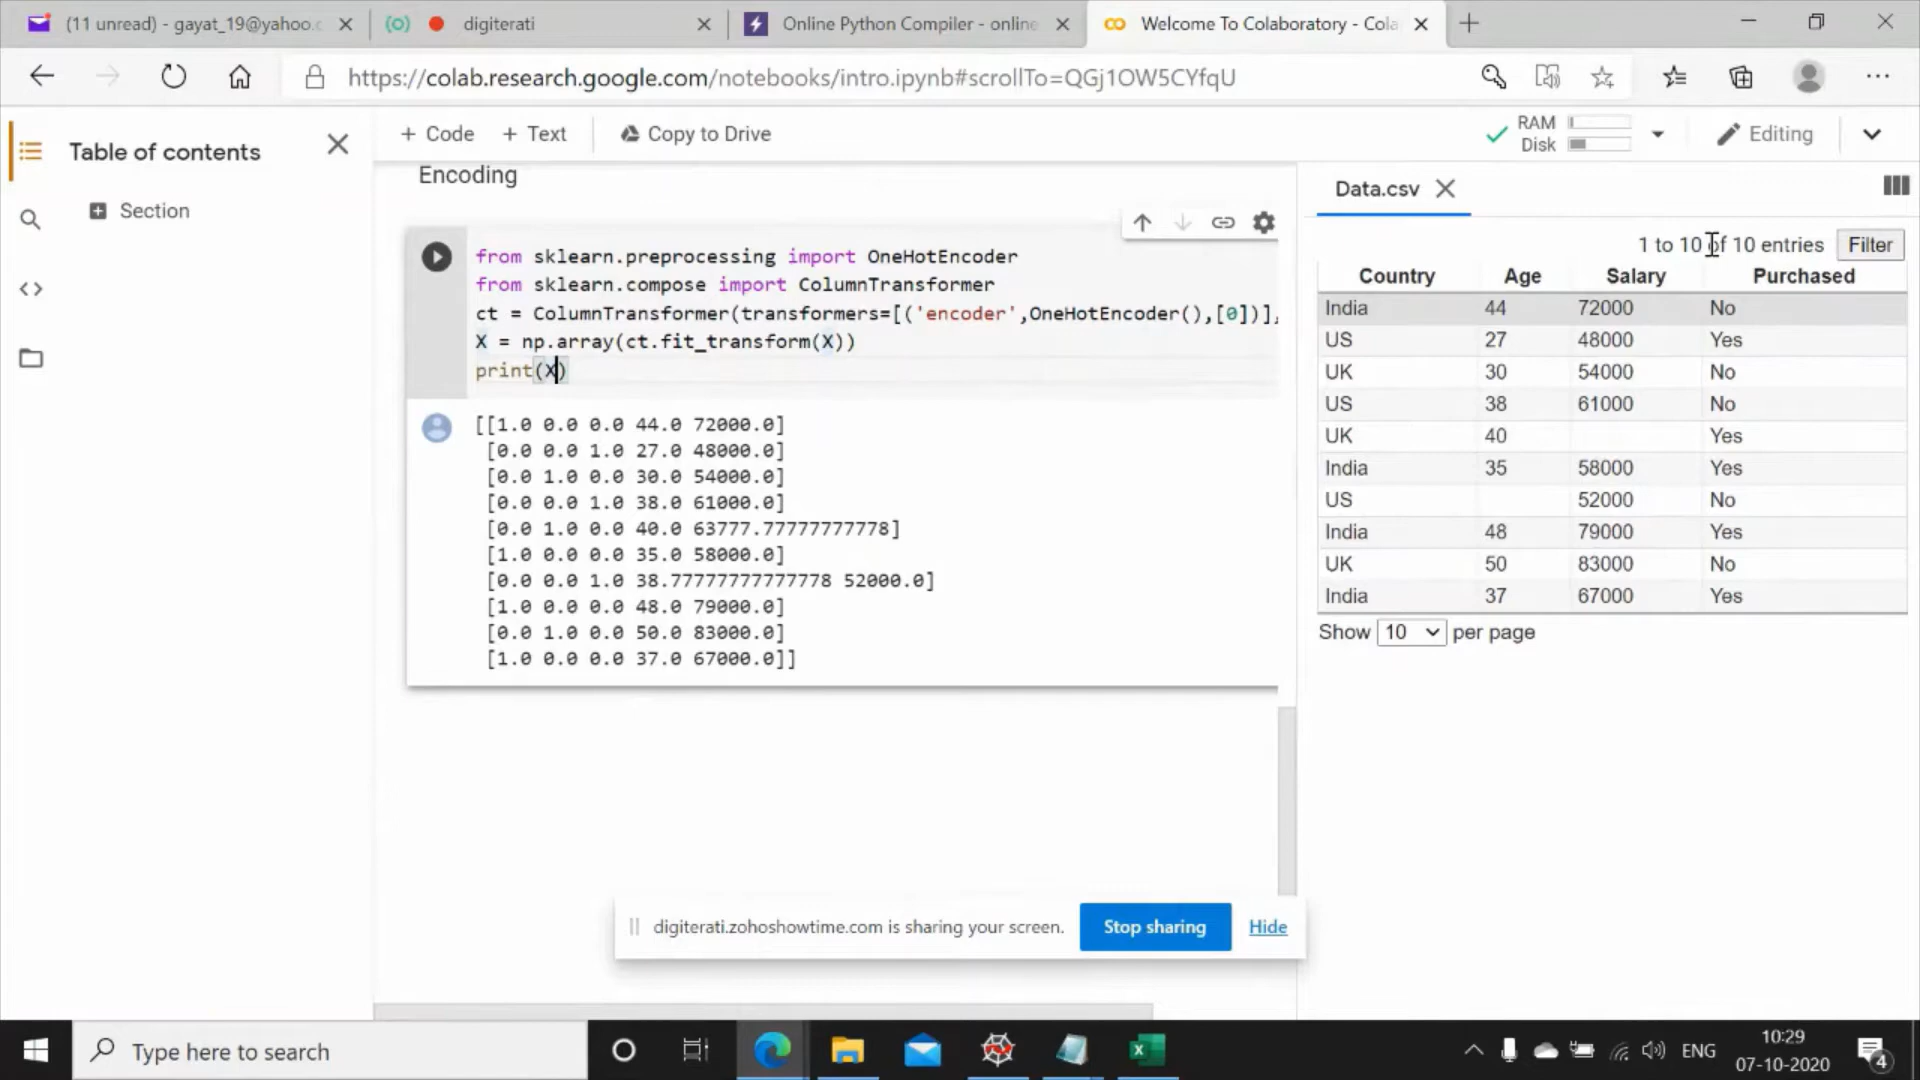 (11 unread) - gayat_19@yahoo.c
digiterati
Online Python Compiler - online
Welcome To Colaboratory - Cola
https://colab.research.google.com/notebooks/intro.ipynb#scrollTo=QGj1OW5CYfqU
Table of contents
Section
+ Code + Text Copy to Drive
RAM
Disk
Editing
Encoding
from sklearn.preprocessing import OneHotEncoder
from sklearn.compose import ColumnTransformer
ct = ColumnTransformer(transformers=[('encoder',OneHotEncoder(),[0])],
X = np.array(ct.fit_transform(X))
print(X)
[[1.0 0.0 0.0 44.0 72000.0]
[0.0 0.0 1.0 27.0 48000.0]
[0.0 1.0 0.0 30.0 54000.0]
[0.0 0.0 1.0 38.0 61000.0]
[0.0 1.0 0.0 40.0 63777.77777777778]
[1.0 0.0 0.0 35.0 58000.0]
[0.0 0.0 1.0 38.77777777777778 52000.0]
[1.0 0.0 0.0 48.0 79000.0]
[0.0 1.0 0.0 50.0 83000.0]
[1.0 0.0 0.0 37.0 67000.0]]
Data.csv
1 to 10 of 10 entries Filter
Country Age Salary Purchased
India 44 72000 No
US 27 48000 Yes
UK 30 54000 No
US 38 61000 No
UK 40 Yes
India 35 58000 Yes
US 52000 No
India 48 79000 Yes
UK 50 83000 No
India 37 67000 Yes
Show 10 per page
digiterati.zohoshowtime.com is sharing your screen. Stop sharing Hide
Type here to search
ENG
10:29
07-10-2020
4